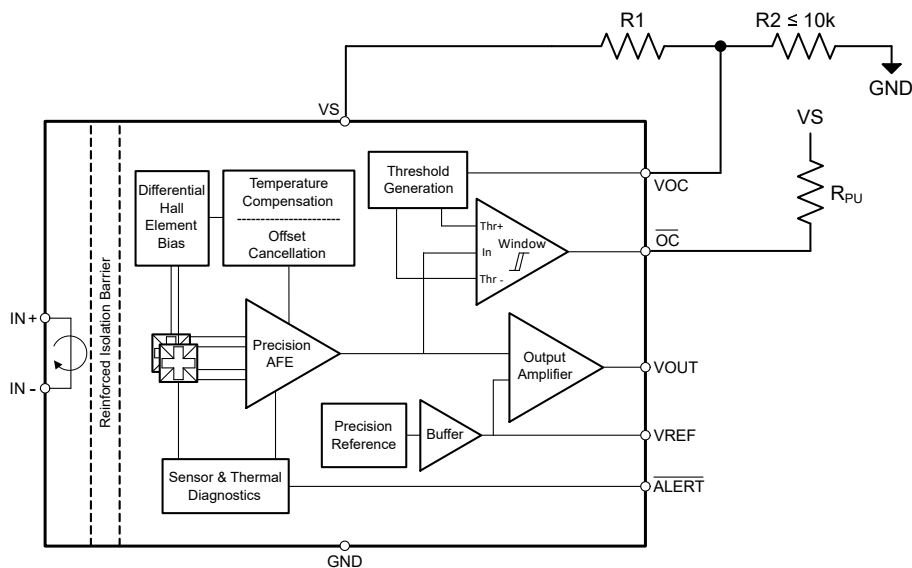 R1
R2 ≤ 10k
GND
VS
VS
R_PU
VOC
OC
VOUT
VREF
ALERT
GND
IN+
IN-
Reinforced Isolation Barrier
Differential
Hall
Element
Bias
Temperature
Compensation
Offset
Cancellation
Threshold
Generation
Thr+
In
Thr -
Window
Precision
AFE
Output
Amplifier
Precision
Reference
Buffer
Sensor & Thermal
Diagnostics